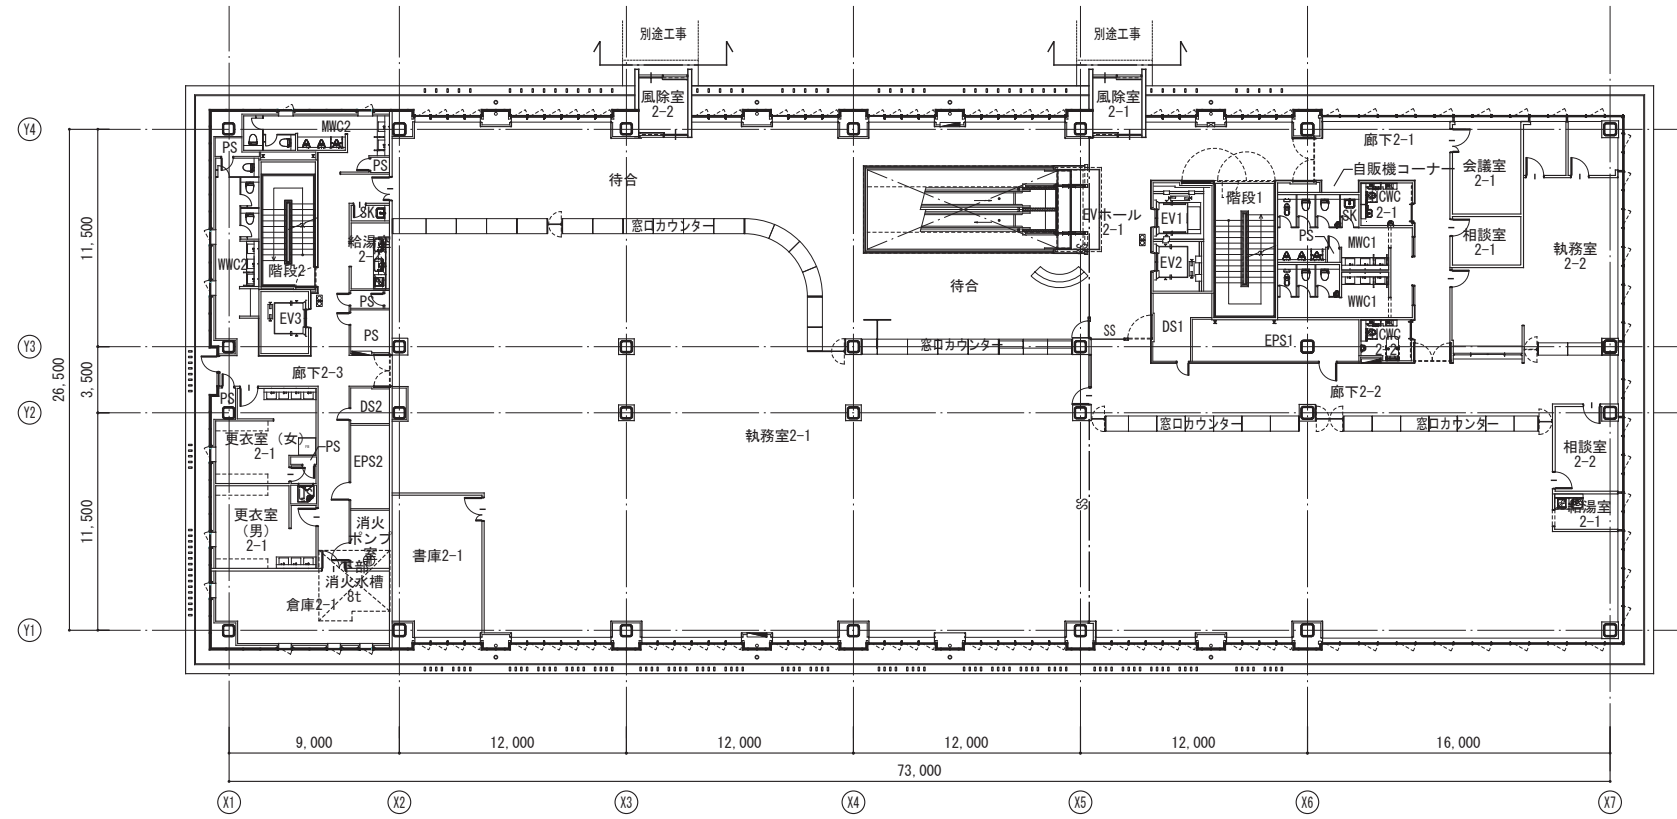 別途工事
別途工事
風除室
2-2
風除室
2-1
Y4
MWC2
PS
PS
待合
廊下2-1
自販機コーナー
会議室
2-1
SK
窓口カウンター
EVホール
2-1
EV1
階段1
CWC
2-1
SK
PS
MWC1
相談室
2-1
執務室
2-2
11,500
給湯室
2-2
WWC2
階段2
EV2
待合
PS
EV3
PS
WWC1
DS1
SS
EPS1
CWC
2-2
Y3
窓口カウンター
26,500
3,500
廊下2-3
PS
DS2
廊下2-2
Y2
窓口カウンター
窓口カウンター
執務室2-1
更衣室(女)
2-1
PS
EPS2
相談室
2-2
11,500
更衣室
(男)
2-1
消火
ポンプ
室
SS
給湯室
2-1
書庫2-1
下部
消火水槽
8t
倉庫2-1
Y1
9,000
12,000
12,000
12,000
12,000
16,000
73,000
X1
X2
X3
X4
X5
X6
X7